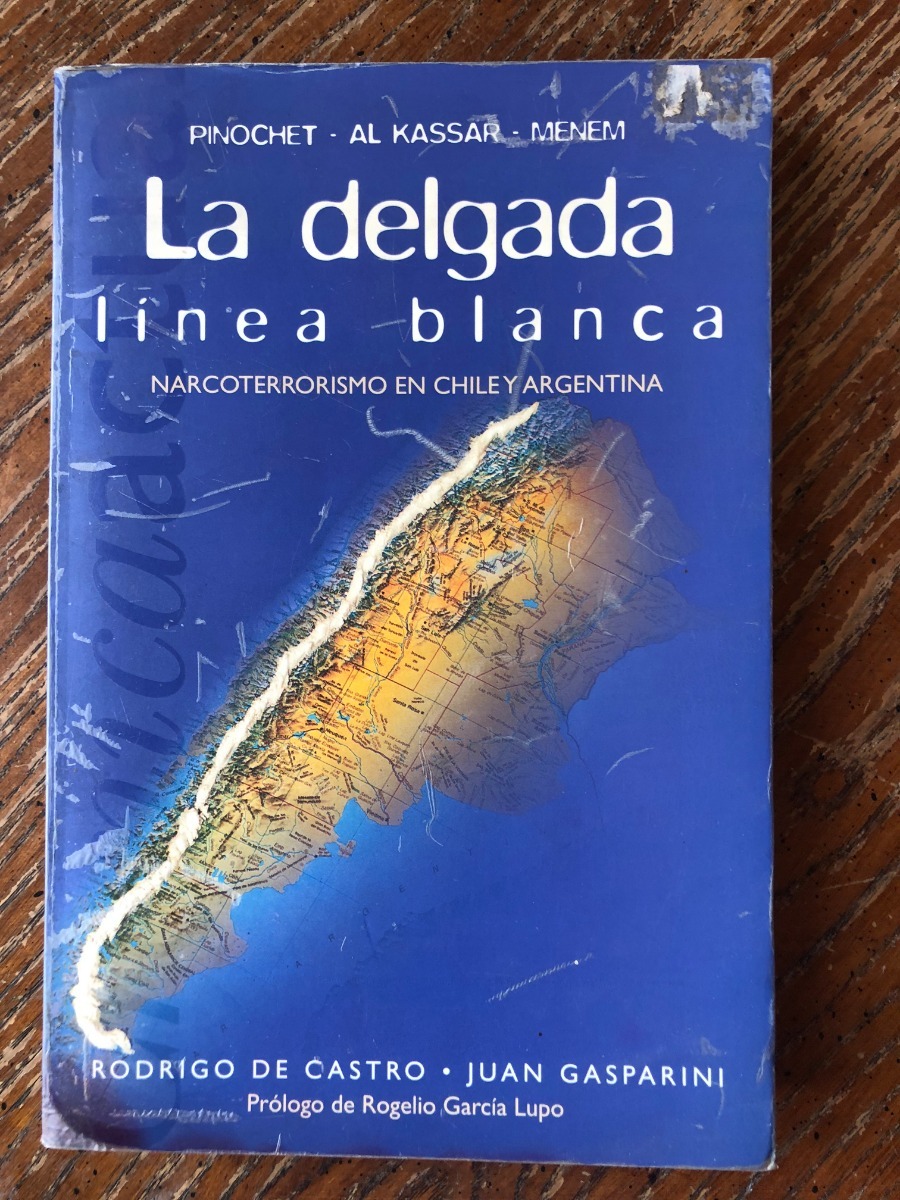 PINOCHET - AL KASSAR - MENEM
La delgada
línea blanca
NARCOTERRORISMO EN CHILE Y ARGENTINA
RODRIGO DE CASTRO • JUAN GASPARINI
Prólogo de Rogelio García Lupo